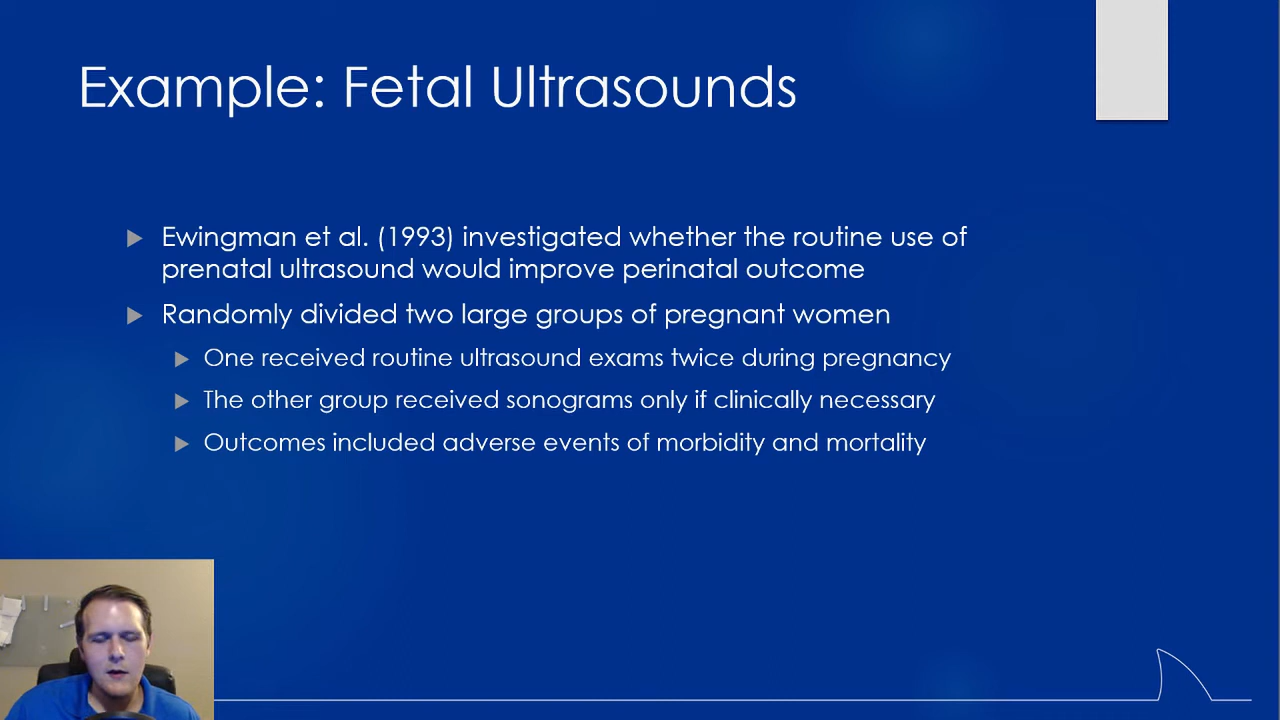 Example: Fetal Ultrasounds
Ewingman et al. (1993) investigated whether the routine use of
prenatal ultrasound would improve perinatal outcome
Randomly divided two large groups of pregnant women
One received routine ultrasound exams twice during pregnancy
The other group received sonograms only if clinically necessary
Outcomes included adverse events of morbidity and mortality